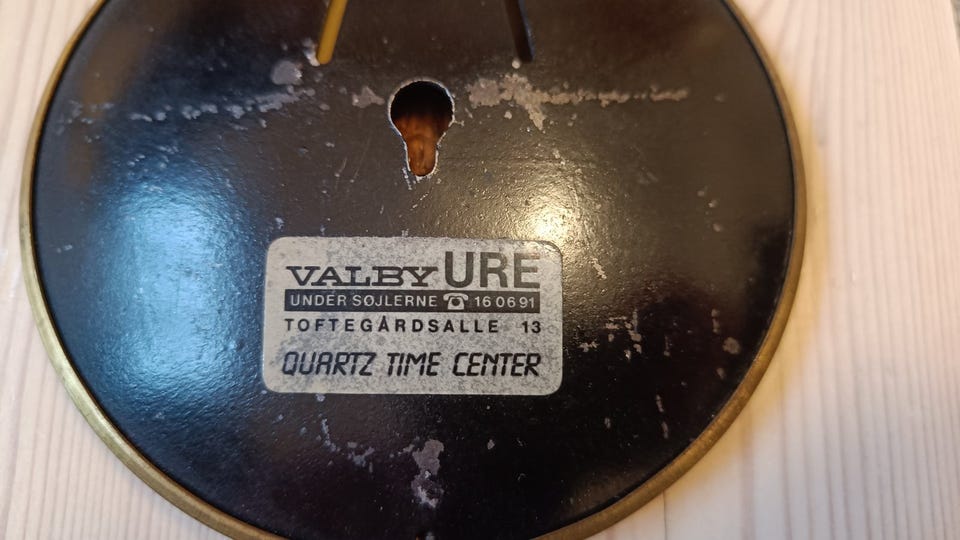 VALBY URE
UNDER SØJLERNE ☎ 16 06 91
TOFTEGÅRDSALLE 13
QUARTZ TIME CENTER